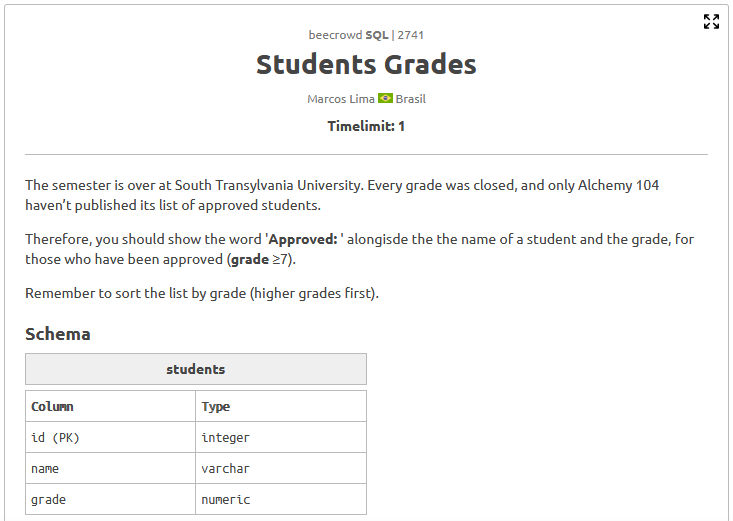 beecrowd SQL | 2741
Students Grades
Marcos Lima Brasil
Timelimit: 1
The semester is over at South Transylvania University. Every grade was closed, and only Alchemy 104
haven’t published its list of approved students.
Therefore, you should show the word 'Approved: ' alongisde the the name of a student and the grade, for
those who have been approved (grade ≥7).
Remember to sort the list by grade (higher grades first).
Schema
students
Column Type
id (PK) integer
name varchar
grade numeric